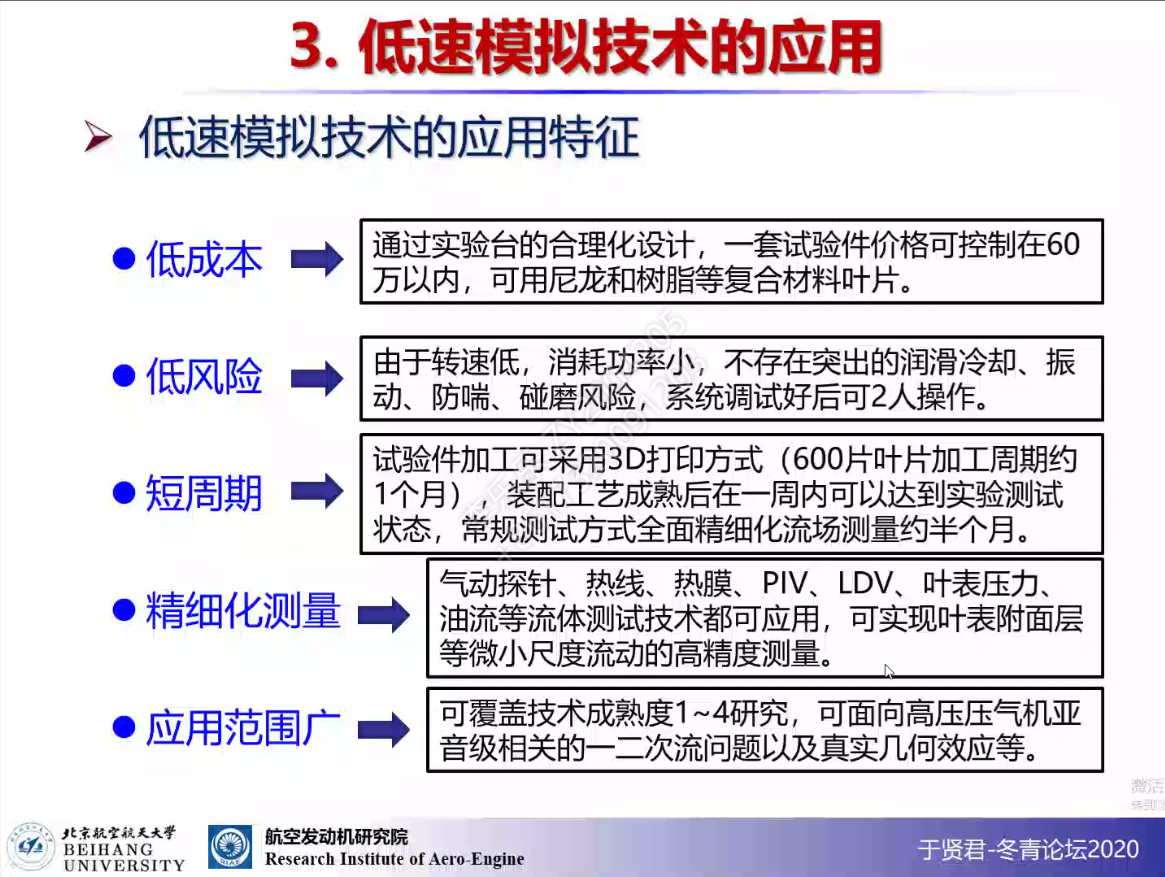 3. 低速模拟技术的应用
低速模拟技术的应用特征
低成本
通过实验台的合理化设计，一套试验件价格可控制在60
万以内，可用尼龙和树脂等复合材料叶片。
低风险
由于转速低，消耗功率小，不存在突出的润滑冷却、振
动、防喘、碰磨风险，系统调试好后可2人操作。
短周期
试验件加工可采用3D打印方式（600片叶片加工周期约
1个月），装配工艺成熟后在一周内可以达到实验测试
状态，常规测试方式全面精细化流场测量约半个月。
精细化测量
气动探针、热线、热膜、PIV、LDV、叶表压力、
油流等流体测试技术都可应用，可实现叶表附面层
等微小尺度流动的高精度测量。
应用范围广
可覆盖技术成熟度1~4研究，可面向高压压气机亚
音级相关的一二次流问题以及真实几何效应等。
激活
北京航空航天大学
BEIHANG
UNIVERSITY
航空发动机研究院
Research Institute of Aero-Engine
于贤君-冬青论坛2020